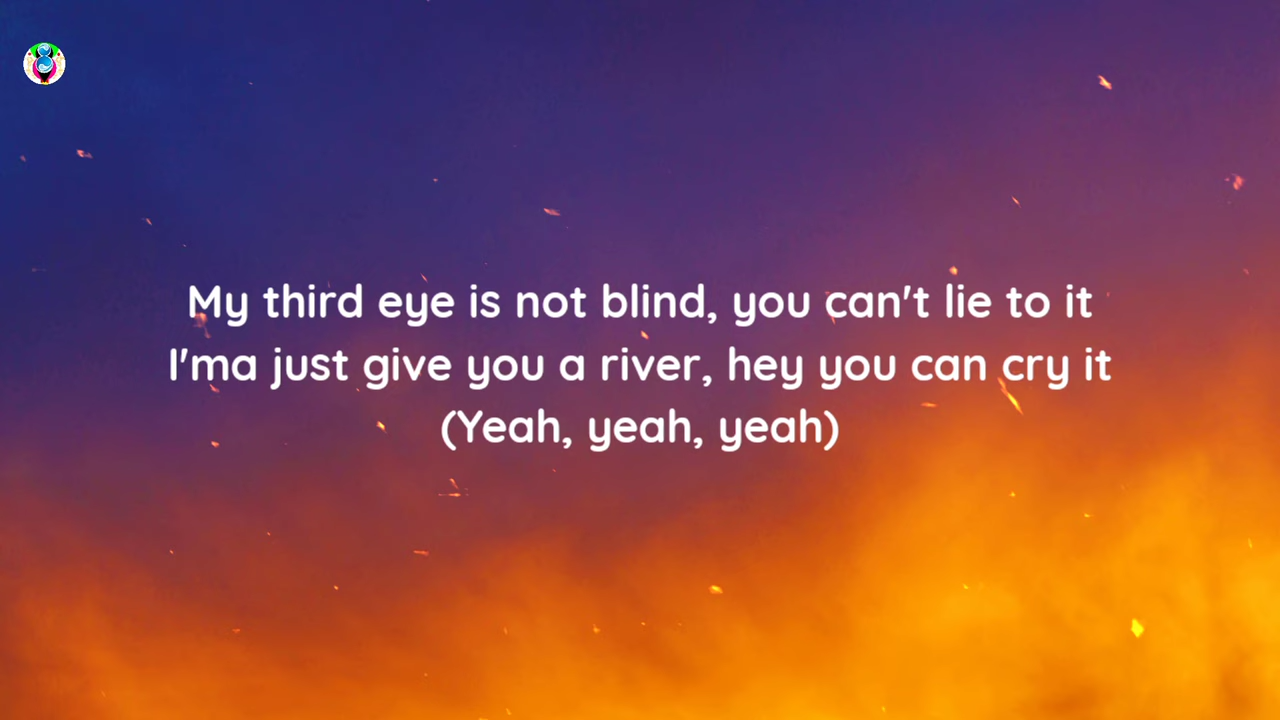 My third eye is not blind, you can't lie to it
I'ma just give you a river, hey you can cry it
(Yeah, yeah, yeah)